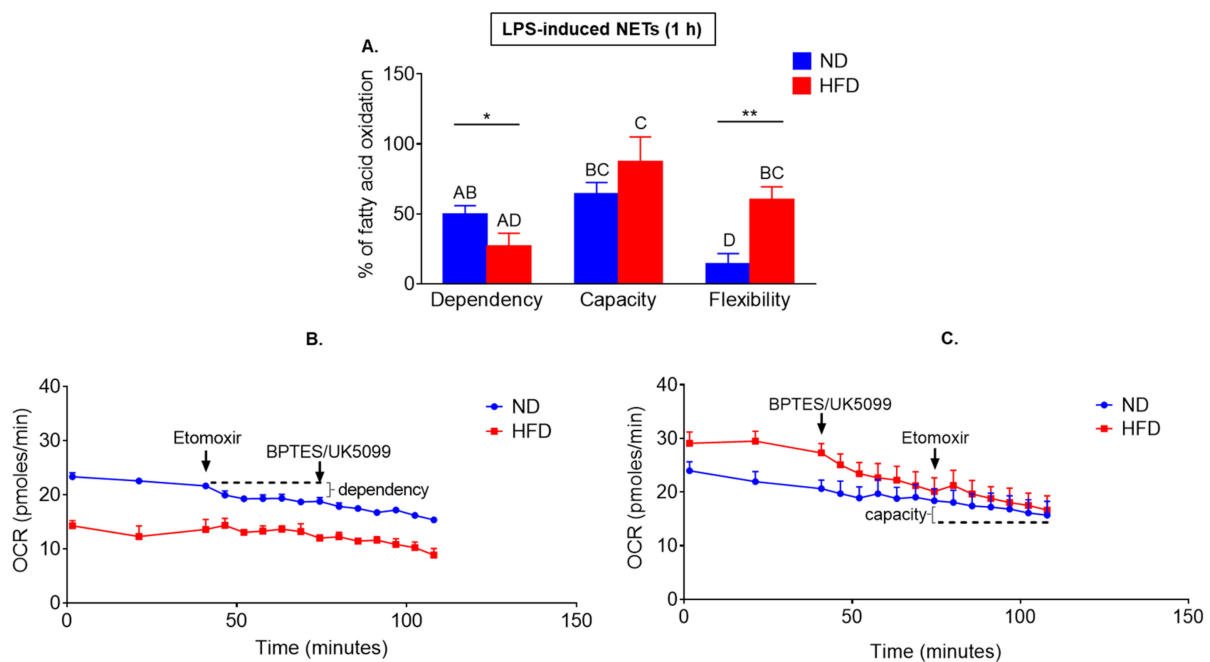 LPS-induced NETs (1 h)
A.
ND
HFD
% of fatty acid oxidation
150
100
50
0
*
**
AB
AD
BC
C
D
BC
Dependency
Capacity
Flexibility
B.
OCR (pmoles/min)
40
30
20
10
0
ND
HFD
Etomoxir
BPTES/UK5099
dependency
0
50
100
150
Time (minutes)
C.
OCR (pmoles/min)
40
30
20
10
0
ND
HFD
BPTES/UK5099
Etomoxir
capacity
0
50
100
150
Time (minutes)